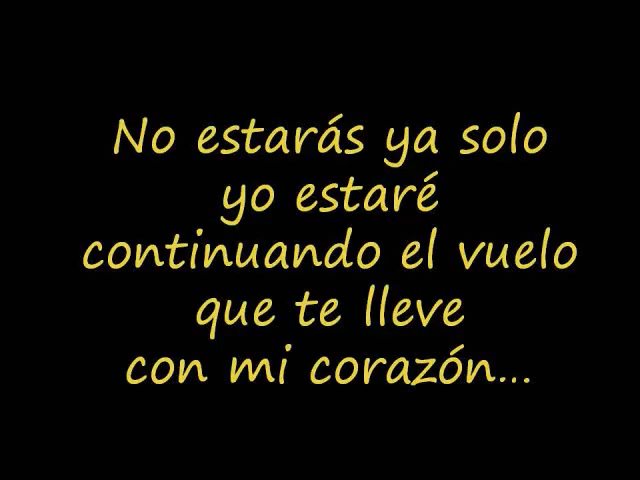 No estarás ya solo
yo estaré
continuando el vuelo
que te lleve
con mi corazón...